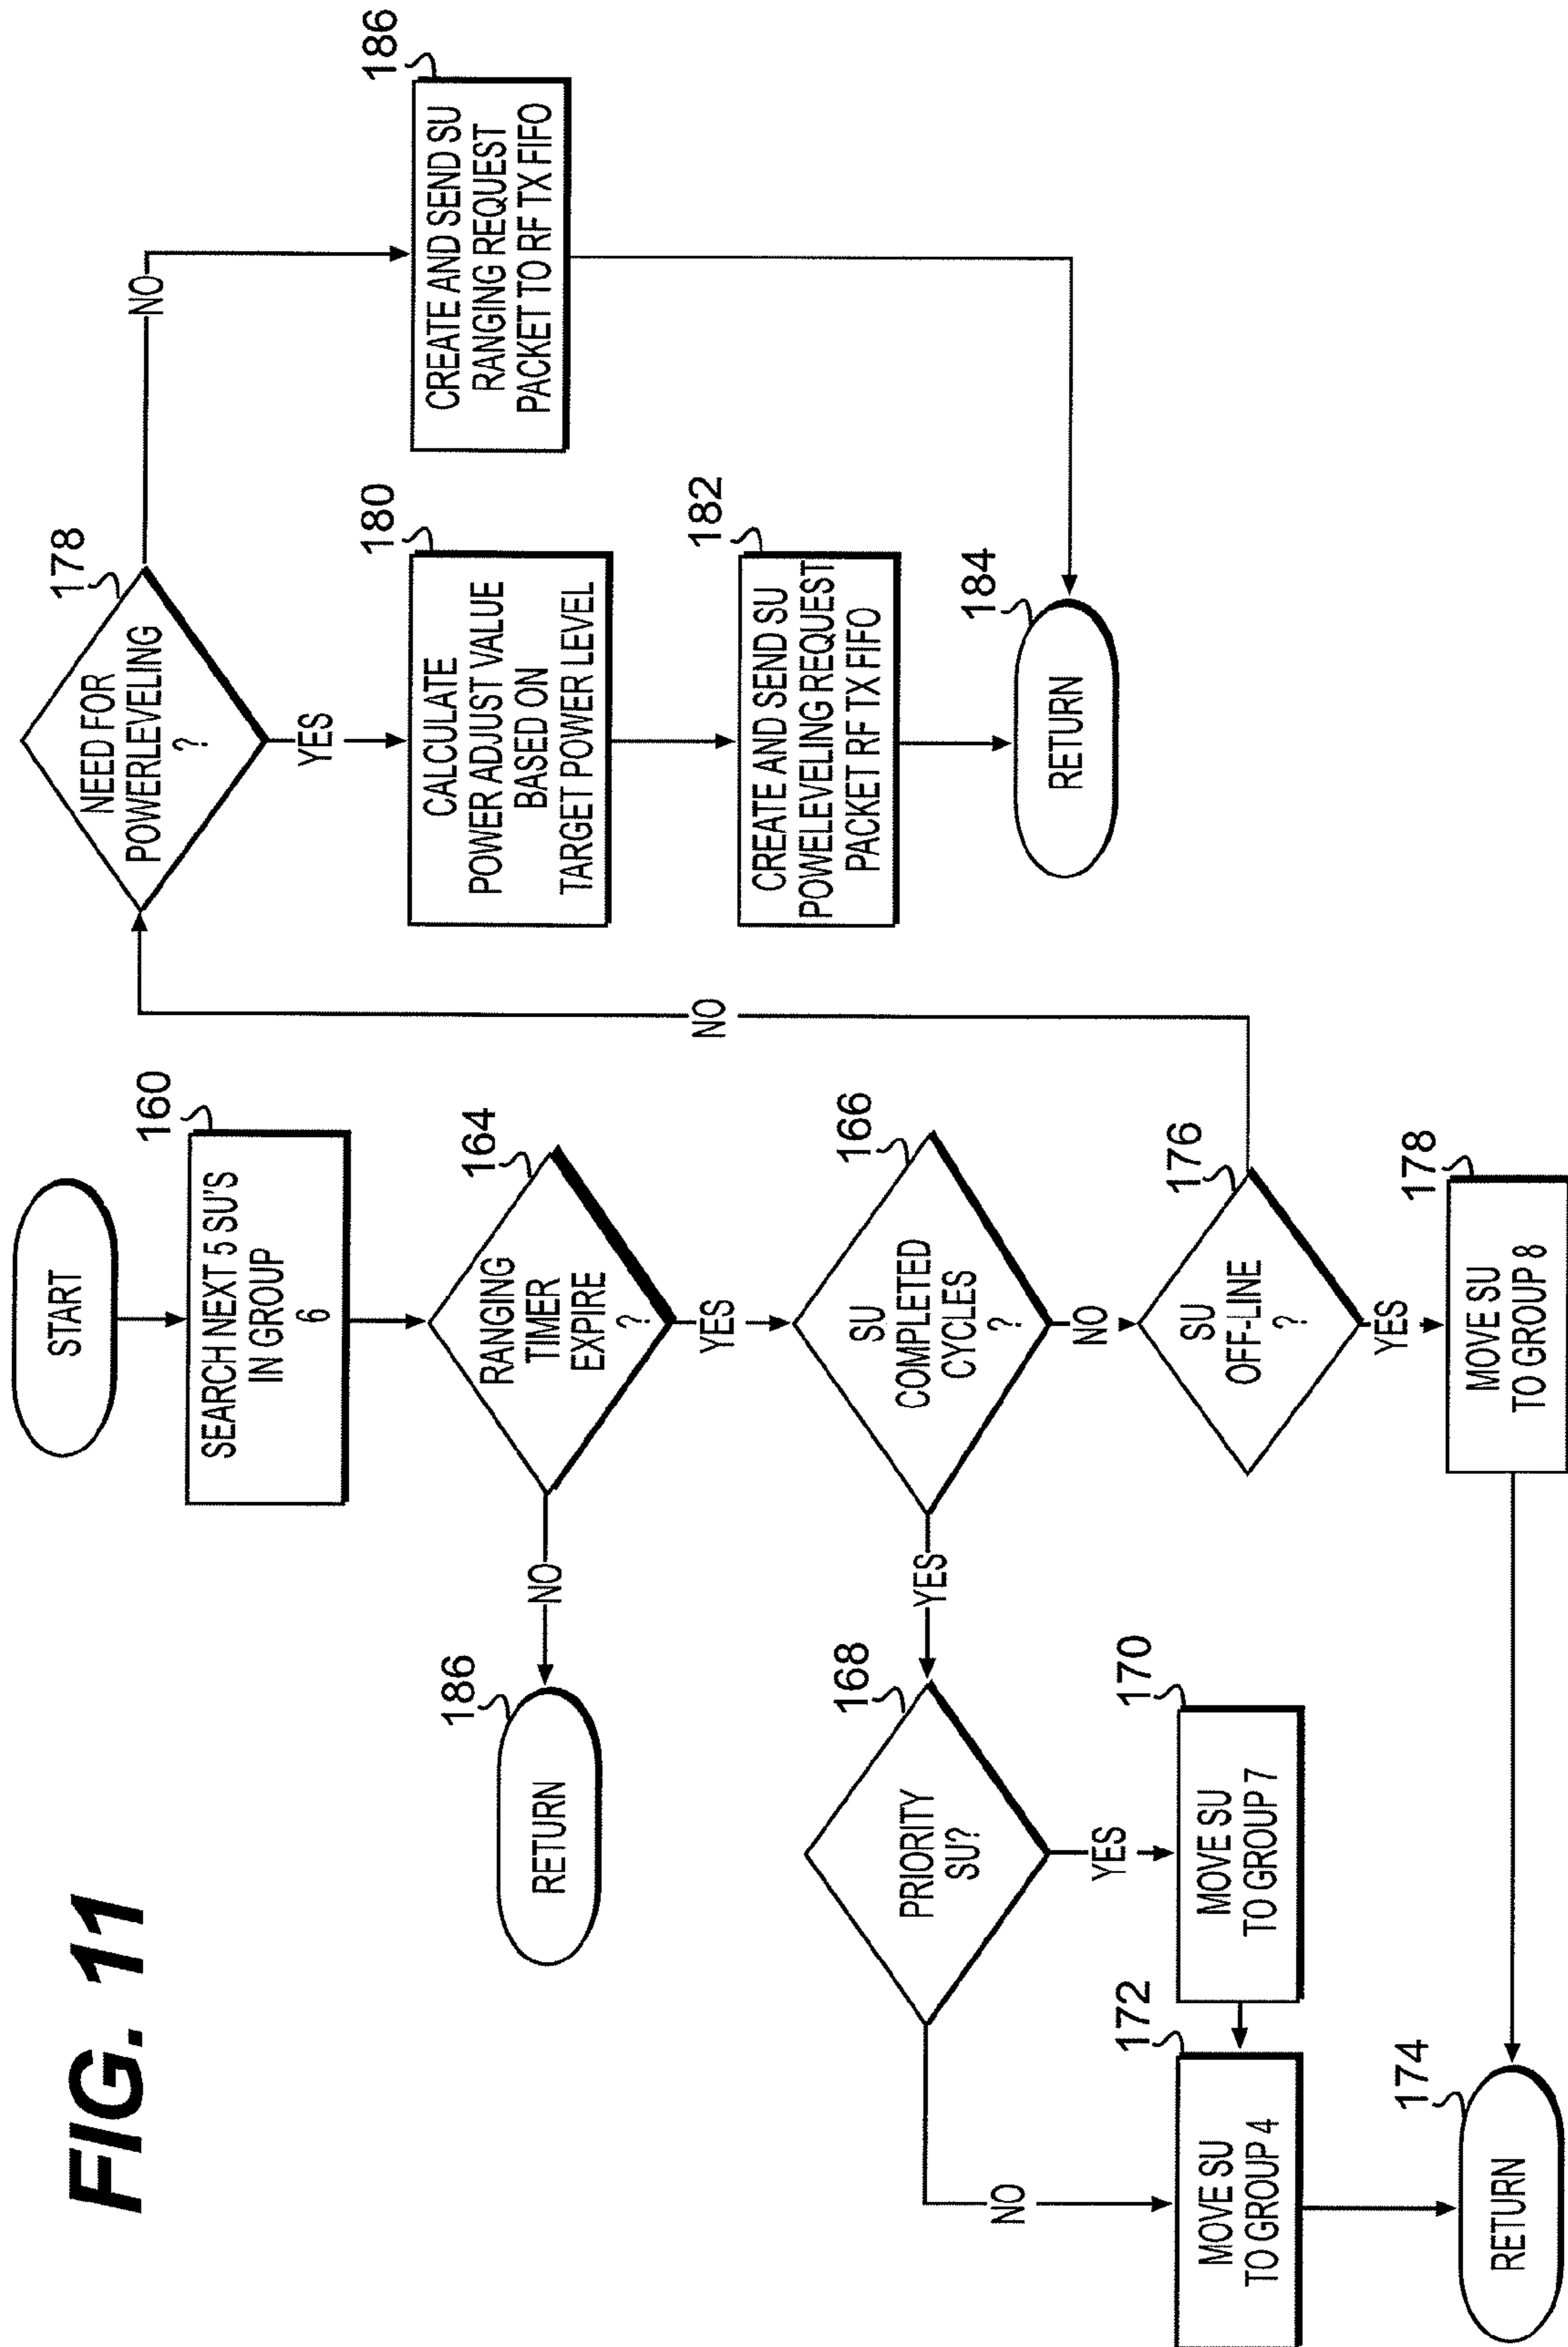 FIG. 11
START
160
SEARCH NEXT 5 SU'S
IN GROUP
6
164
RANGING
TIMER
EXPIRE
?
NO
186
RETURN
YES
166
SU
COMPLETED
CYCLES
?
YES
168
PRIORITY
SU?
YES
170
MOVE SU
TO GROUP 7
NO
172
MOVE SU
TO GROUP 4
174
RETURN
NO
176
SU
OFF-LINE
?
YES
178
MOVE SU
TO GROUP 8
NO
178
NEED FOR
POWERLEVELING
?
YES
180
CALCULATE
POWER ADJUST VALUE
BASED ON
TARGET POWER LEVEL
182
CREATE AND SEND SU
POWELEVELING REQUEST
PACKET RF TX FIFO
184
RETURN
NO
186
CREATE AND SEND SU
RANGING REQUEST
PACKET TO RF TX FIFO